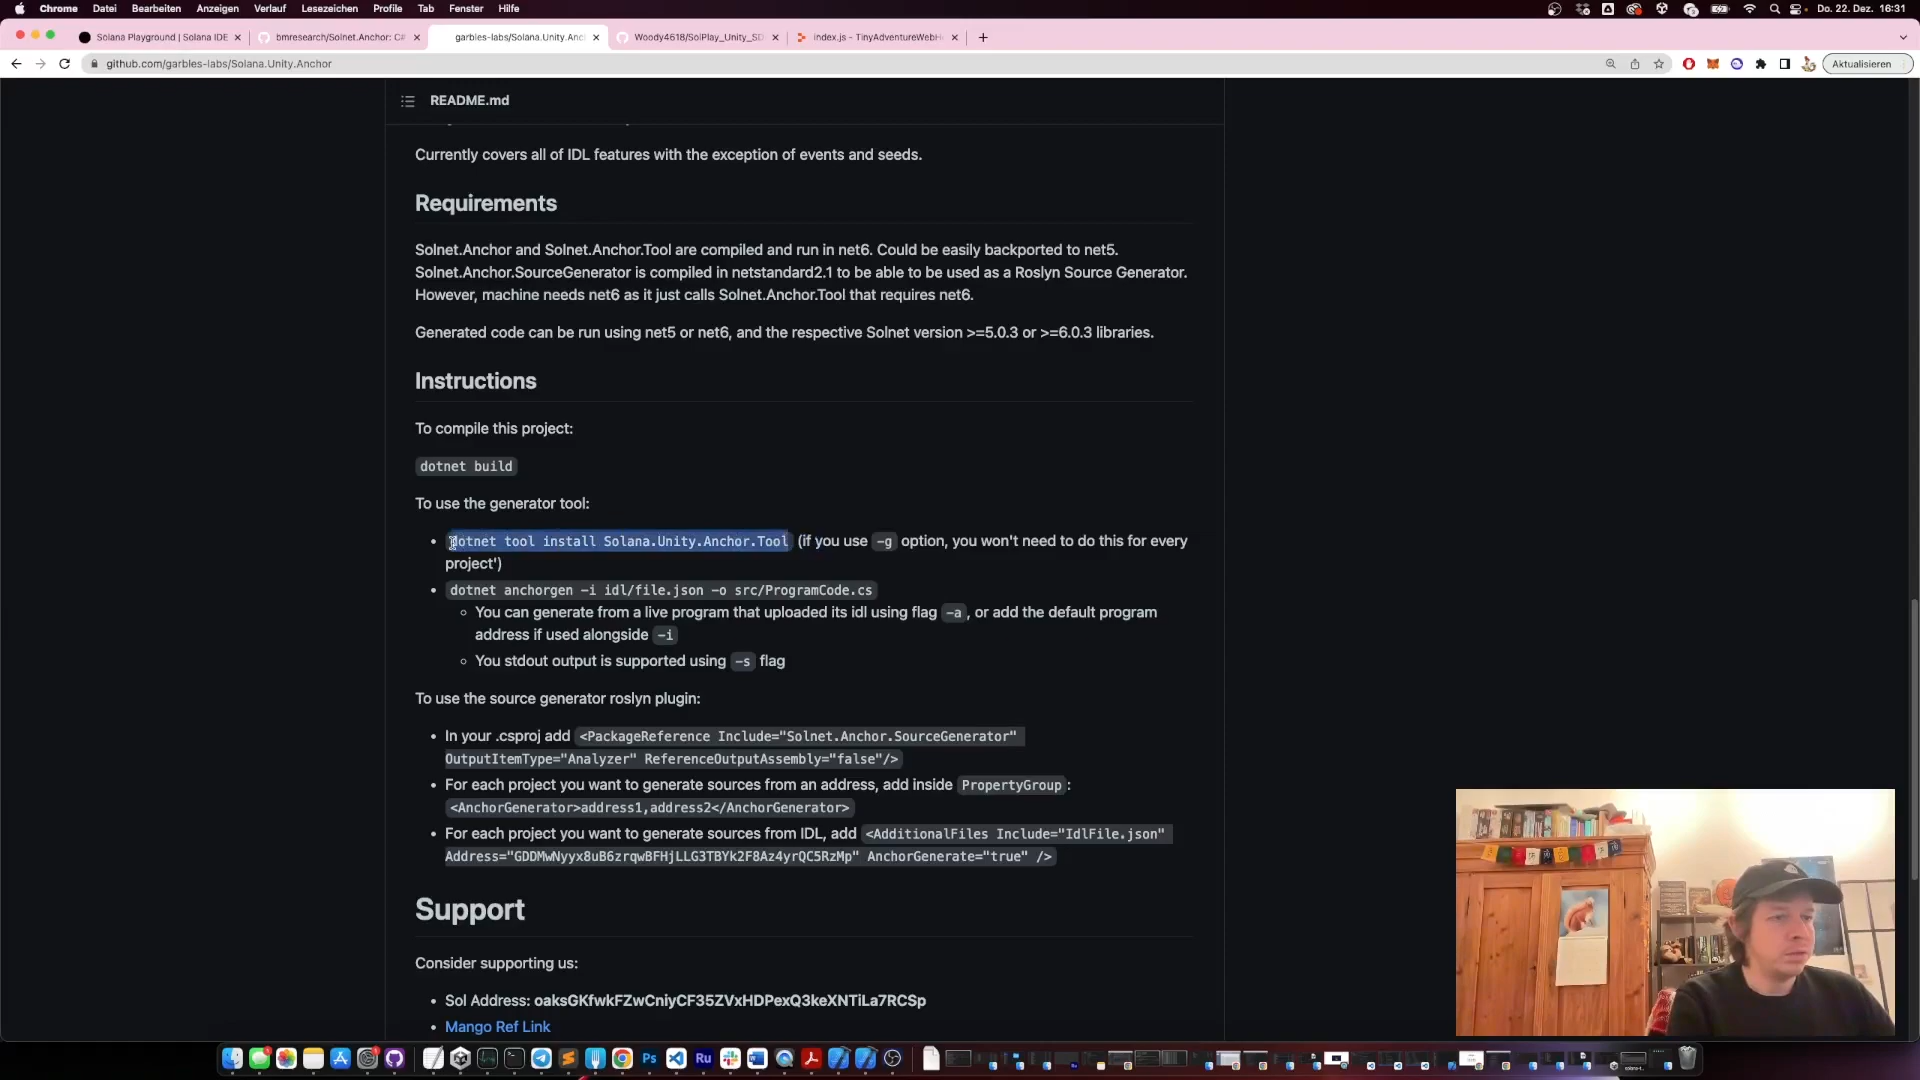 Chrome Datei Bearbeiten Anzeigen Verlauf Lesezeichen Profile Tab Fenster Hilfe Do. 22. Dez. 16:31
Solana Playground | Solana IDE bmresearch/Solnet.Anchor: C# garbles-labs/Solana.Unity.Anc Woody4618/SolPlay_Unity_SD index.js - TinyAdventureWebH
github.com/garbles-labs/Solana.Unity.Anchor Aktualisieren
README.md
Currently covers all of IDL features with the exception of events and seeds.
Requirements
Solnet.Anchor and Solnet.Anchor.Tool are compiled and run in net6. Could be easily backported to net5.
Solnet.Anchor.SourceGenerator is compiled in netstandard2.1 to be able to be used as a Roslyn Source Generator.
However, machine needs net6 as it just calls Solnet.Anchor.Tool that requires net6.
Generated code can be run using net5 or net6, and the respective Solnet version >=5.0.3 or >=6.0.3 libraries.
Instructions
To compile this project:
dotnet build
To use the generator tool:
dotnet tool install Solana.Unity.Anchor.Tool (if you use -g option, you won't need to do this for every
project')
dotnet anchorgen -i idl/file.json -o src/ProgramCode.cs
You can generate from a live program that uploaded its idl using flag -a, or add the default program
address if used alongside -i
You stdout output is supported using -s flag
To use the source generator roslyn plugin:
In your .csproj add <PackageReference Include="Solnet.Anchor.SourceGenerator"
OutputItemType="Analyzer" ReferenceOutputAssembly="false"/>
For each project you want to generate sources from an address, add inside PropertyGroup:
<AnchorGenerator>address1,address2</AnchorGenerator>
For each project you want to generate sources from IDL, add <AdditionalFiles Include="IdlFile.json"
Address="GDDMwNyyx8uB6zrqwBFHjLLG3TBYk2F8Az4yrQC5RzMp" AnchorGenerate="true" />
Support
Consider supporting us:
Sol Address: oaksGKfwkFZwCniyCF35ZVxHDPexQ3keXNTiLa7RCSp
Mango Ref Link
Ps Ru